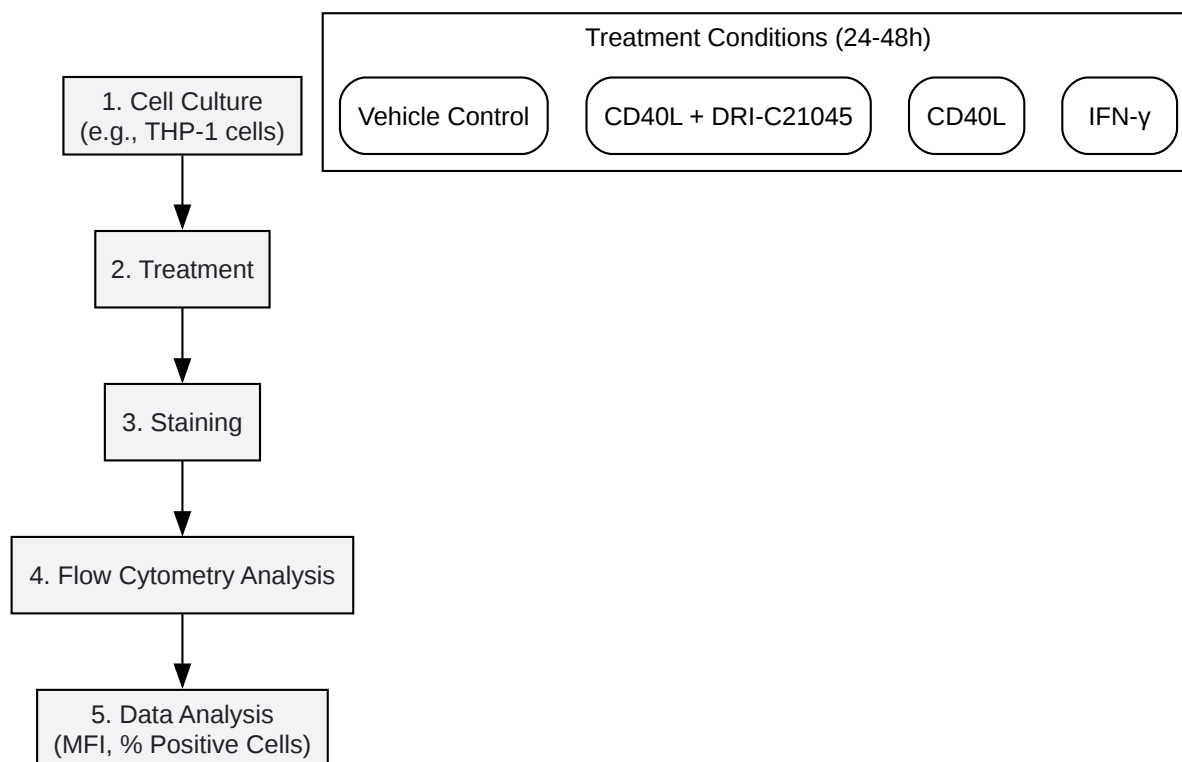 Treatment Conditions (24-48h)
Vehicle Control
CD40L + DRI-C21045
CD40L
IFN-γ
1. Cell Culture
(e.g., THP-1 cells)
2. Treatment
3. Staining
4. Flow Cytometry Analysis
5. Data Analysis
(MFI, % Positive Cells)